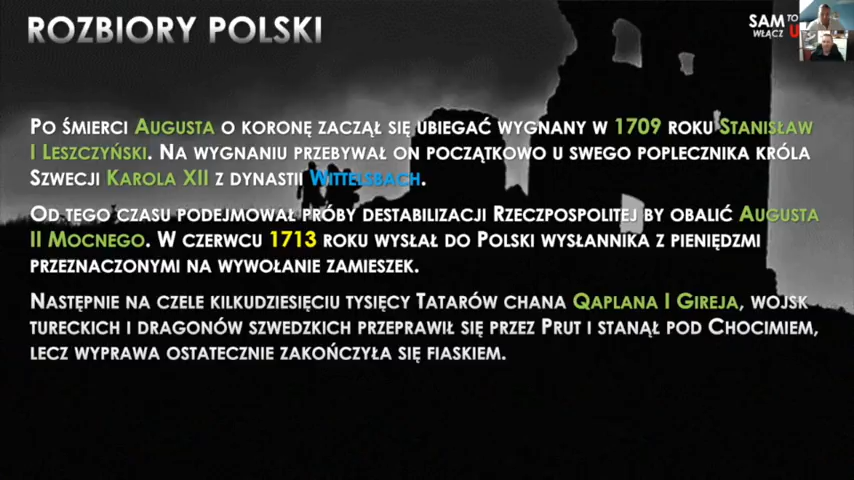 ROZBIORY POLSKI
SAM TO
WŁĄCZ
PO ŚMIERCI AUGUSTA O KORONĘ ZACZĄŁ SIĘ UBIEGAĆ WYGNANY W 1709 ROKU STANISŁAW
I LESZCZYŃSKI. NA WYGNANIU PRZEBYWAŁ ON POCZĄTKOWO U SWEGO POPLECZNIKA KRÓLA
SZWECJI KAROLA XII Z DYNASTII WITTELSBACH.
OD TEGO CZASU PODEJMOWAŁ PRÓBY DESTABILIZACJI RZECZPOSPOLITEJ BY OBALIĆ AUGUSTA
II MOCNEGO. W CZERWCU 1713 ROKU WYSŁAŁ DO POLSKI WYSŁANNIKA Z PIENIĘDZMI
PRZEZNACZONYMI NA WYWOŁANIE ZAMIESZEK.
NASTĘPNIE NA CZELE KILKUDZIESIĘCIU TYSIĘCY TATARÓW CHANA QAPLANA I GIREJA, WOJSK
TURECKICH I DRAGONÓW SZWEDZKICH PRZEPRAWIŁ SIĘ PRZEZ PRUT I STANĄŁ POD CHOCIMIEM,
LECZ WYPRAWA OSTATECZNIE ZAKOŃCZYŁA SIĘ FIASKIEM.